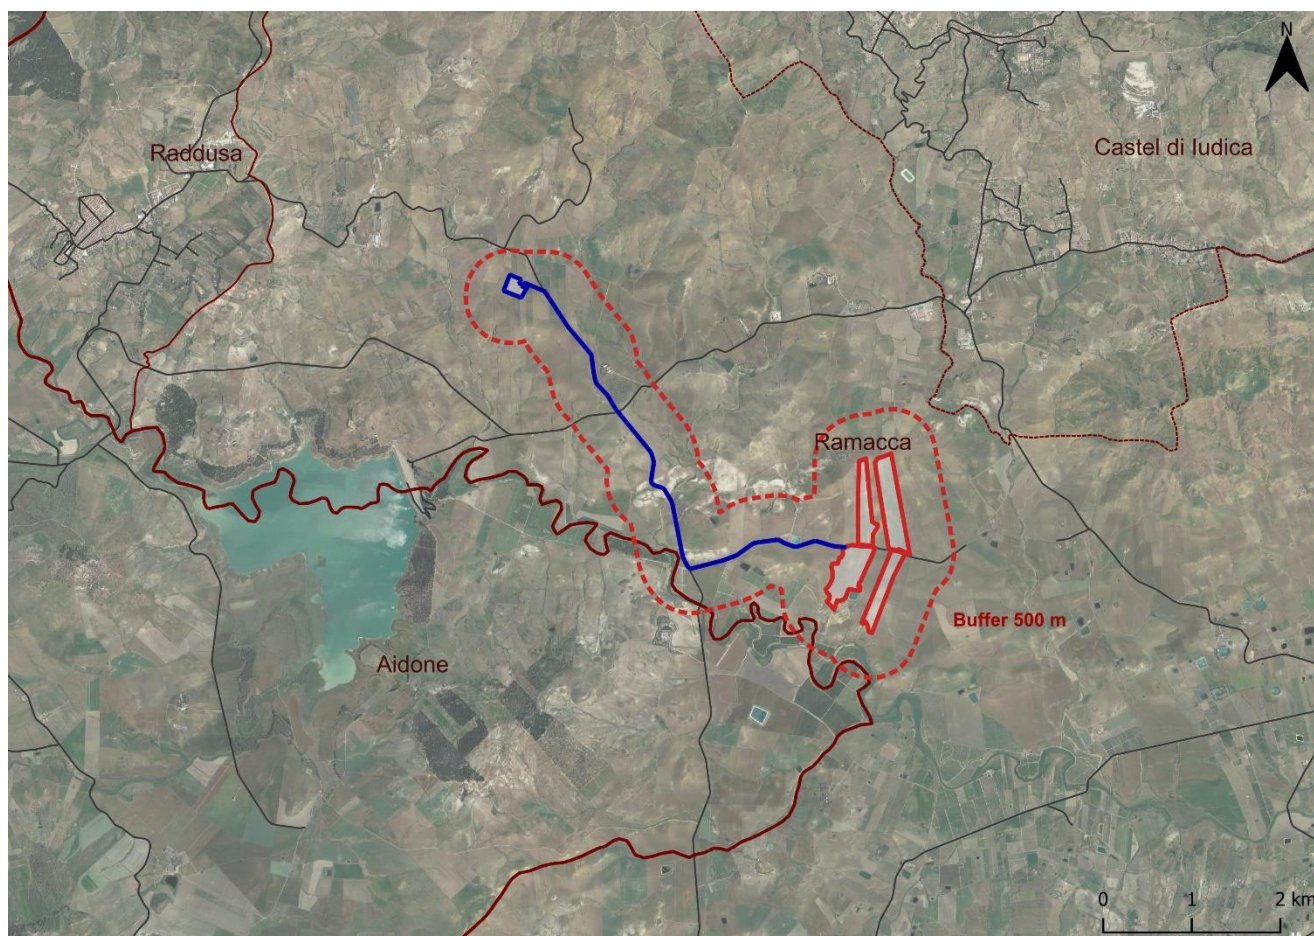 N
Raddusa
Castel di Iudica
Ramacca
Buffer 500 m
Aidone
0 1 2 km